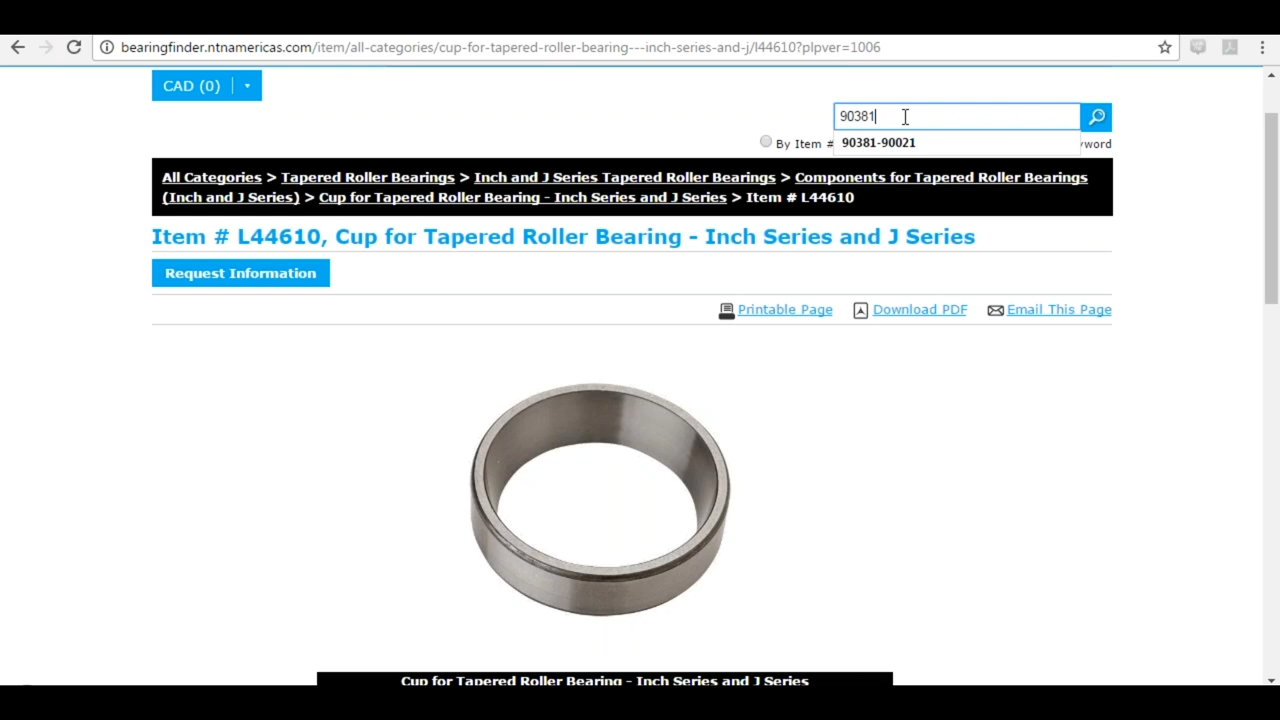 bearingfinder.ntnamericas.com/item/all-categories/cup-for-tapered-roller-bearing---inch-series-and-j/l44610?plpver=1006
CAD (0)
90381
90381-90021
By Item #
yword
All Categories > Tapered Roller Bearings > Inch and J Series Tapered Roller Bearings > Components for Tapered Roller Bearings
(Inch and J Series) > Cup for Tapered Roller Bearing - Inch Series and J Series > Item # L44610
Item # L44610, Cup for Tapered Roller Bearing - Inch Series and J Series
Request Information
Printable Page Download PDF Email This Page
Cup for Tapered Roller Bearing - Inch Series and J Series